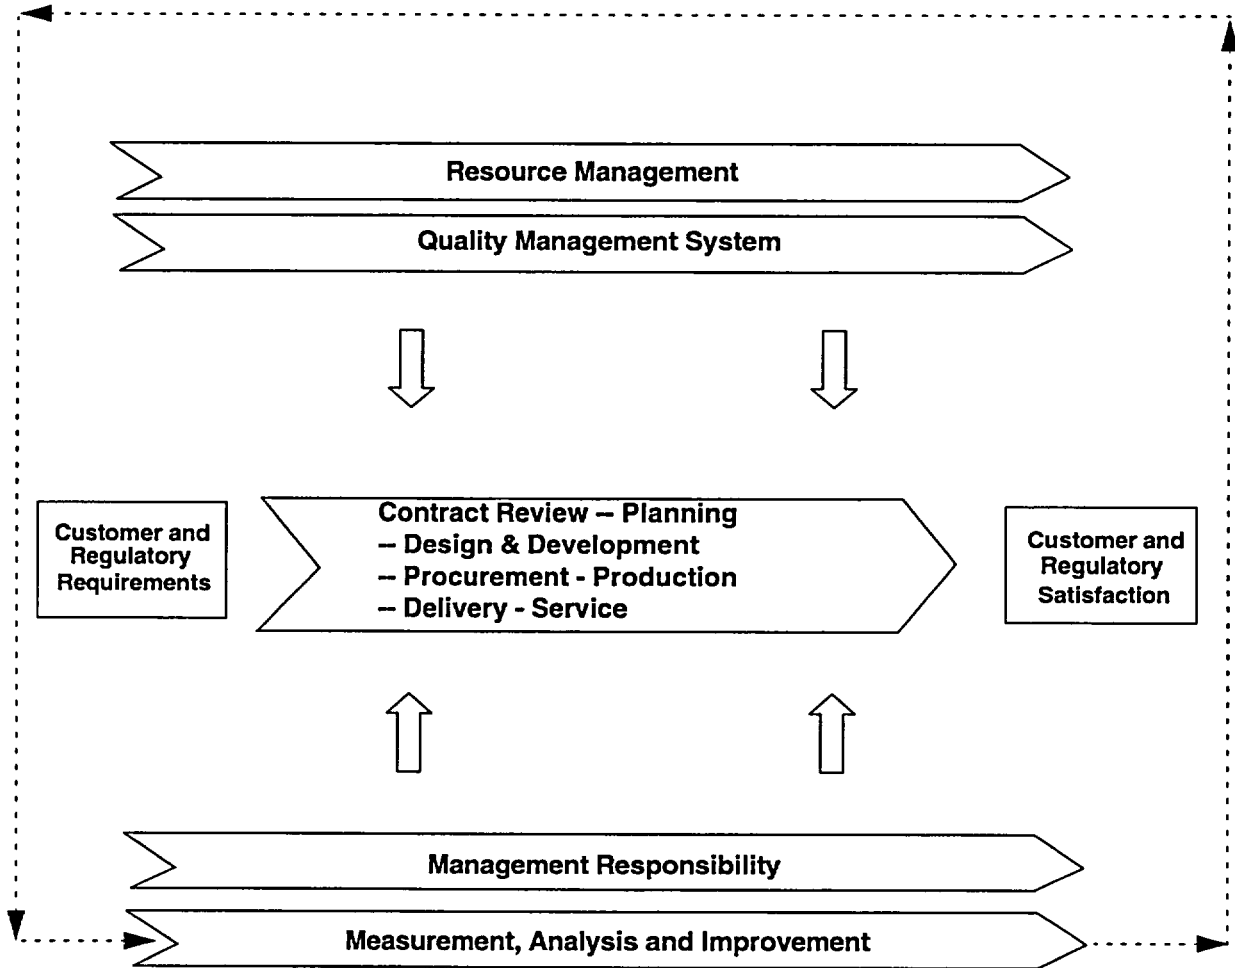 Resource Management
Quality Management System
Customer and
Regulatory
Requirements
Contract Review – Planning
– Design & Development
– Procurement - Production
– Delivery - Service
Customer and
Regulatory
Satisfaction
Management Responsibility
Measurement, Analysis and Improvement